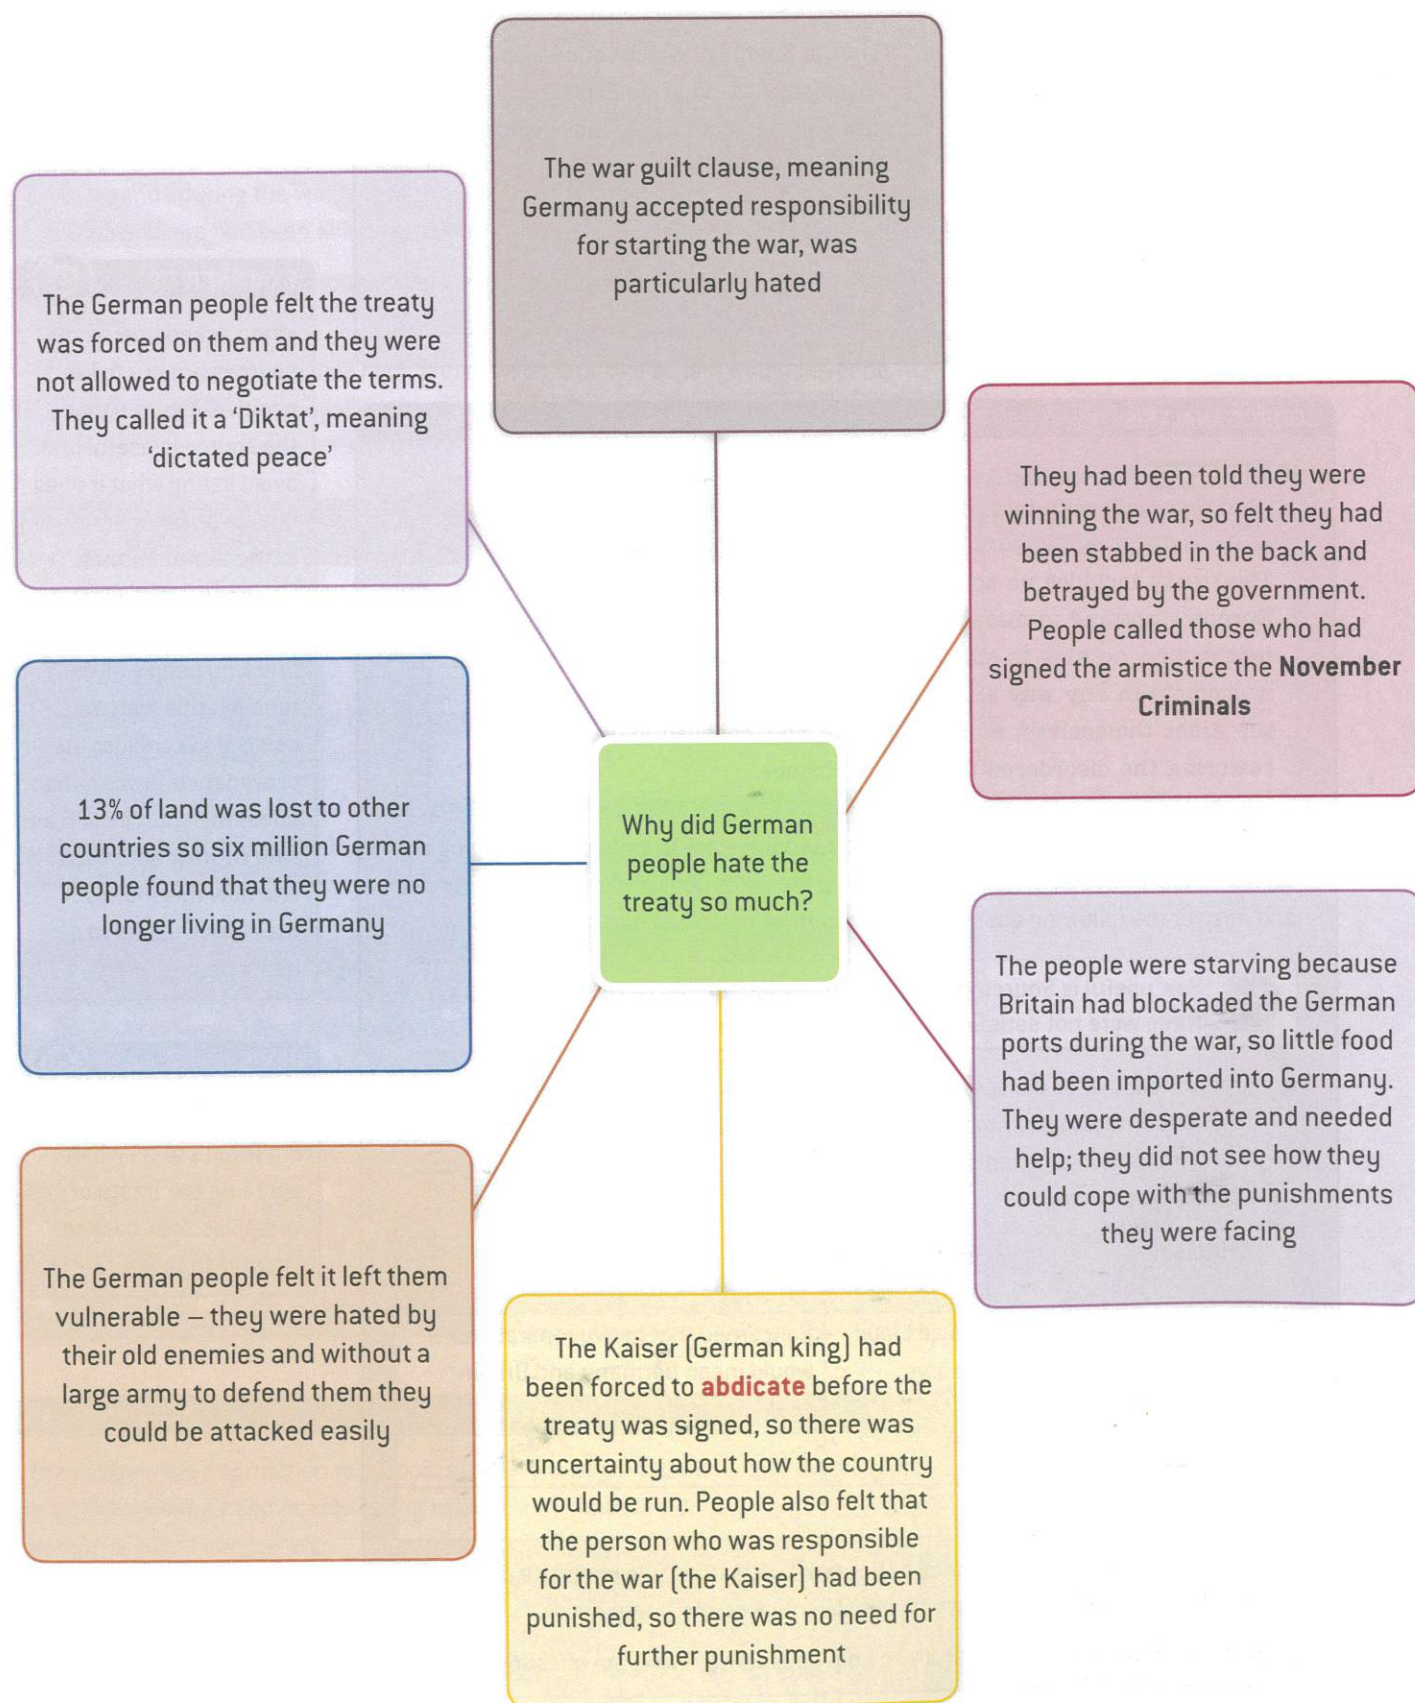 The war guilt clause, meaning
Germany accepted responsibility
for starting the war, was
particularly hated
The German people felt the treaty
was forced on them and they were
not allowed to negotiate the terms.
They called it a ‘Diktat’, meaning
‘dictated peace’
They had been told they were
winning the war, so felt they had
been stabbed in the back and
betrayed by the government.
People called those who had
signed the armistice the November
Criminals
13% of land was lost to other
countries so six million German
people found that they were no
longer living in Germany
Why did German
people hate the
treaty so much?
The people were starving because
Britain had blockaded the German
ports during the war, so little food
had been imported into Germany.
They were desperate and needed
help; they did not see how they
could cope with the punishments
they were facing
The German people felt it left them
vulnerable – they were hated by
their old enemies and without a
large army to defend them they
could be attacked easily
The Kaiser (German king) had
been forced to abdicate before the
treaty was signed, so there was
uncertainty about how the country
would be run. People also felt that
the person who was responsible
for the war (the Kaiser) had been
punished, so there was no need for
further punishment